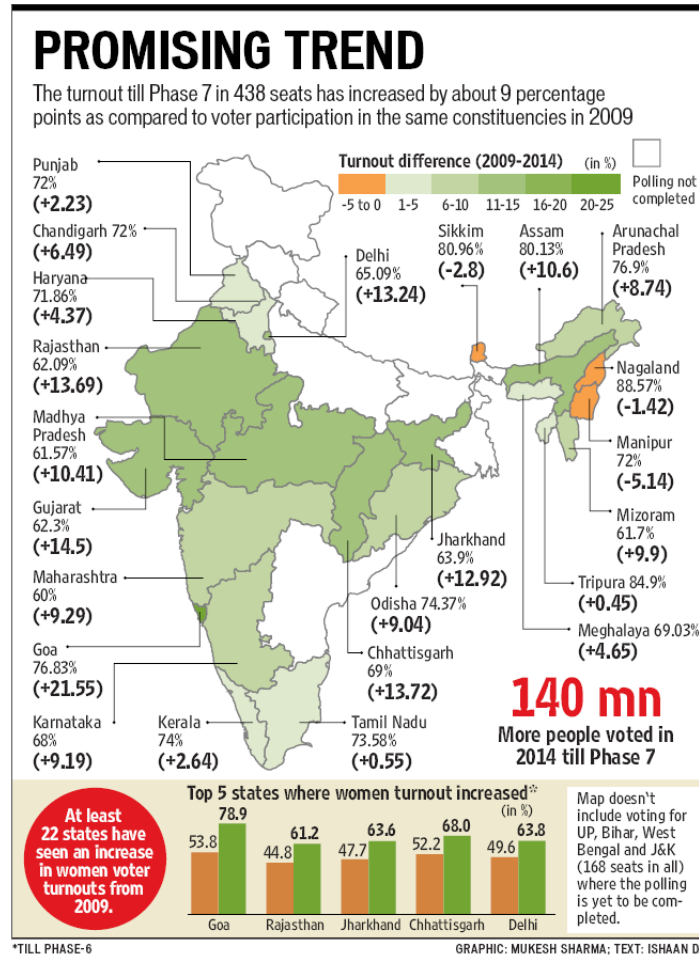 PROMISING TREND
The turnout till Phase 7 in 438 seats has increased by about 9 percentage
points as compared to voter participation in the same constituencies in 2009
Turnout difference (2009-2014) (in %)
-5 to 0 1-5 6-10 11-15 16-20 20-25
Polling not
completed
Punjab
72%
(+2.23)
Chandigarh 72%
(+6.49)
Haryana
71.86%
(+4.37)
Rajasthan
62.09%
(+13.69)
Madhya
Pradesh
61.57%
(+10.41)
Gujarat
62.3%
(+14.5)
Maharashtra
60%
(+9.29)
Goa
76.83%
(+21.55)
Karnataka
68%
(+9.19)
Kerala
74%
(+2.64)
Tamil Nadu
73.58%
(+0.55)
Delhi
65.09%
(+13.24)
Sikkim
80.96%
(-2.8)
Assam
80.13%
(+10.6)
Arunachal
Pradesh
76.9%
(+8.74)
Nagaland
88.57%
(-1.42)
Manipur
72%
(-5.14)
Mizoram
61.7%
(+9.9)
Tripura 84.9%
(+0.45)
Meghalaya 69.03%
(+4.65)
Jharkhand
63.9%
(+12.92)
Odisha 74.37%
(+9.04)
Chhattisgarh
69%
(+13.72)
140 mn
More people voted in
2014 till Phase 7
At least
22 states have
seen an increase
in women voter
turnouts from
2009.
Top 5 states where women turnout increased*
(in %)
53.8 78.9
44.8 61.2
47.7 63.6
52.2 68.0
49.6 63.8
Goa Rajasthan Jharkhand Chhattisgarh Delhi
Map doesn't
include voting for
UP, Bihar, West
Bengal and J&K
(168 seats in all)
where the polling
is yet to be com-
pleted.
*TILL PHASE-6
GRAPHIC: MUKESH SHARMA; TEXT: ISHAAN D